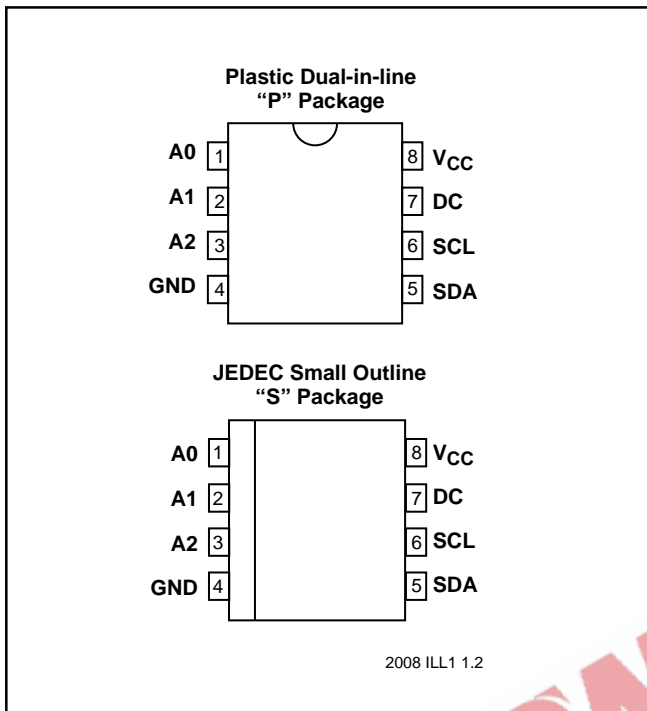 Plastic Dual-in-line
“P” Package
A0 1 8 VCC
A1 2 7 DC
A2 3 6 SCL
GND 4 5 SDA
JEDEC Small Outline
“S” Package
A0 1 8 VCC
A1 2 7 DC
A2 3 6 SCL
GND 4 5 SDA
2008 ILL1 1.2